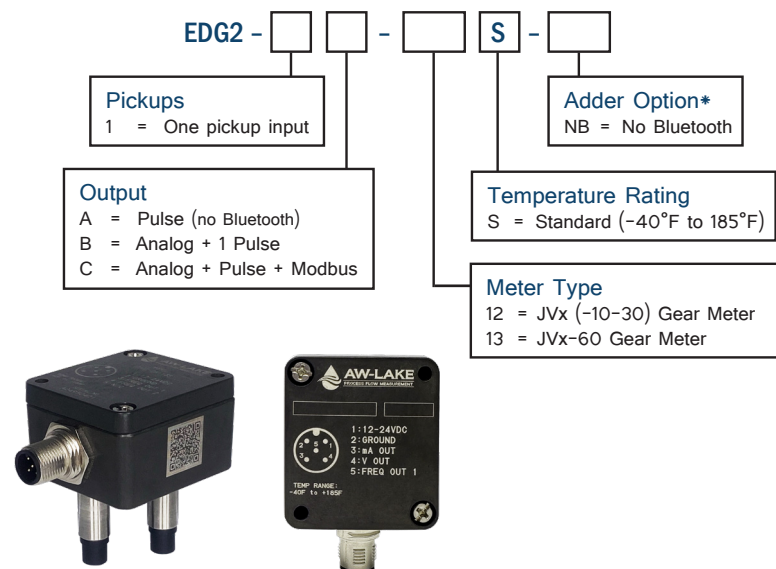 EDG2 - - S -
Pickups
1 = One pickup input
Adder Option*
NB = No Bluetooth
Output
A = Pulse (no Bluetooth)
B = Analog + 1 Pulse
C = Analog + Pulse + Modbus
Temperature Rating
S = Standard (-40°F to 185°F)
Meter Type
12 = JVx (-10-30) Gear Meter
13 = JVx-60 Gear Meter
AW-LAKE
AW-LAKE
PROCESS FLOW MEASUREMENT
1:12-24VDC
2:GROUND
3:mA OUT
4:V OUT
5:FREQ OUT 1
TEMP RANGE:
-40F to +185F